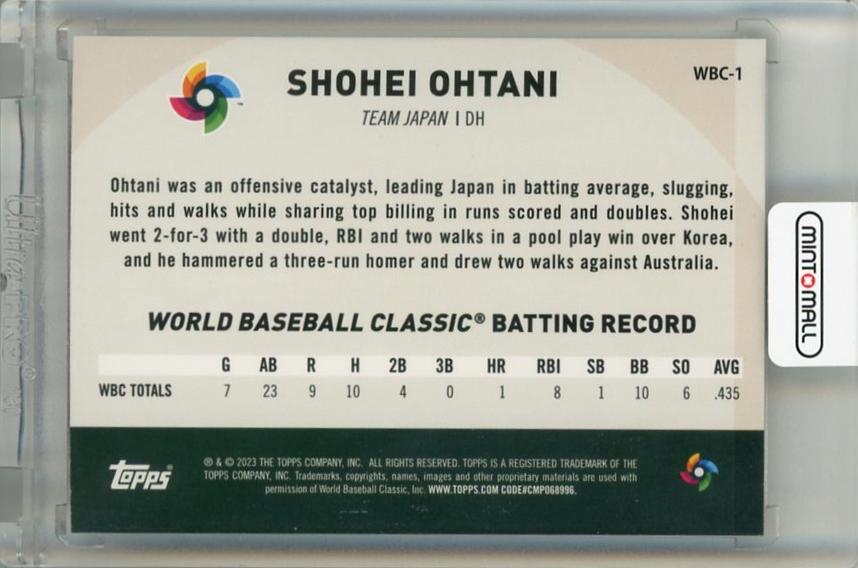 SHOHEI OHTANI
WBC-1
TEAM JAPAN | DH
Ohtani was an offensive catalyst, leading Japan in batting average, slugging,
hits and walks while sharing top billing in runs scored and doubles. Shohei
went 2-for-3 with a double, RBI and two walks in a pool play win over Korea,
and he hammered a three-run homer and drew two walks against Australia.
WORLD BASEBALL CLASSIC® BATTING RECORD
G AB R H 2B 3B HR RBI SB BB SO AVG
WBC TOTALS 7 23 9 10 4 0 1 8 1 10 6 .435
topps
® & © 2023 THE TOPPS COMPANY, INC. ALL RIGHTS RESERVED. TOPPS IS A REGISTERED TRADEMARK OF THE
TOPPS COMPANY, INC. Trademarks, copyrights, names, images and other proprietary materials are used with
permission of World Baseball Classic, Inc. WWW.TOPPS.COM CODE#CMP068996.
MINTOMALL